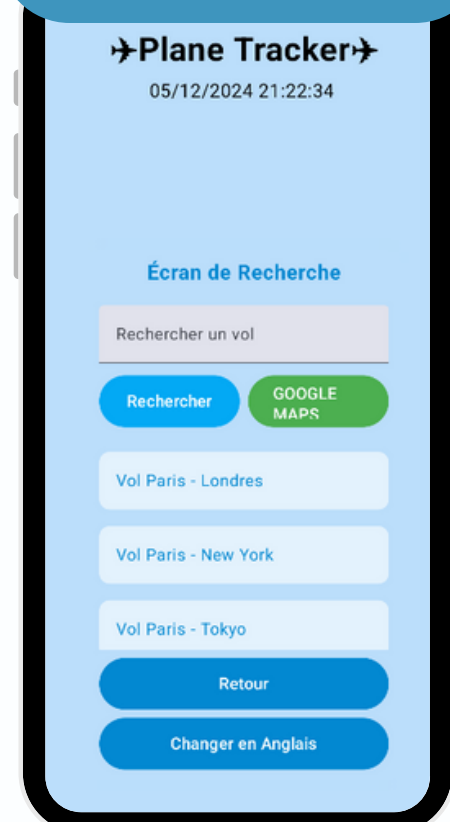 ✈Plane Tracker✈
05/12/2024 21:22:34
Écran de Recherche
Rechercher un vol
Rechercher
GOOGLE
MAPS
Vol Paris - Londres
Vol Paris - New York
Vol Paris - Tokyo
Retour
Changer en Anglais